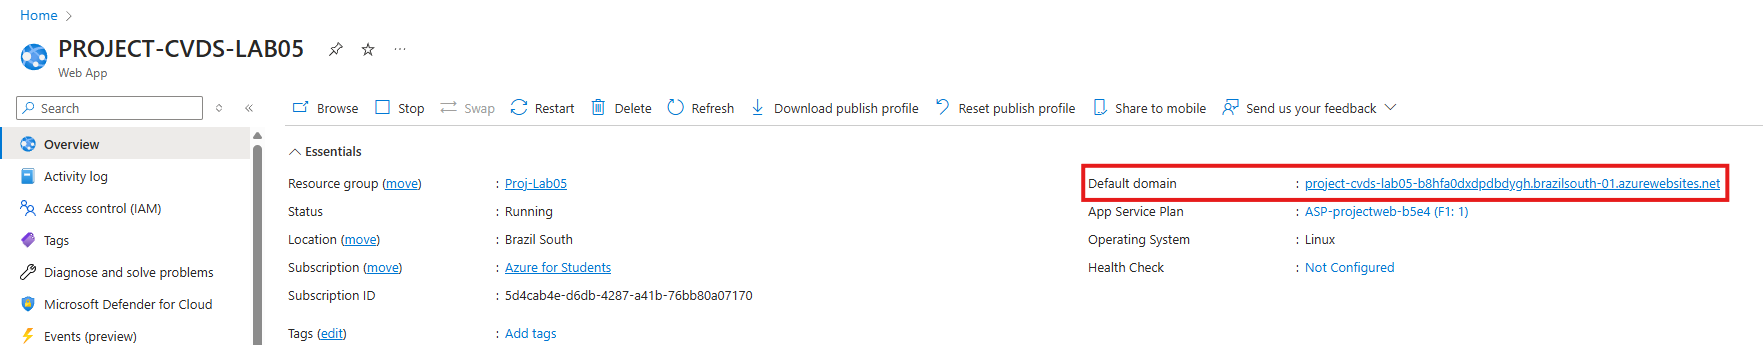 Home
PROJECT-CVDS-LAB05
Web App
Search
Browse Stop Swap Restart Delete Refresh Download publish profile Reset publish profile Share to mobile Send us your feedback
Overview
Activity log
Access control (IAM)
Tags
Diagnose and solve problems
Microsoft Defender for Cloud
Events (preview)
Essentials
Resource group (move) : Proj-Lab05
Status : Running
Location (move) : Brazil South
Subscription (move) : Azure for Students
Subscription ID : 5d4cab4e-d6db-4287-a41b-76bb80a07170
Tags (edit) : Add tags
Default domain : project-cvds-lab05-b8hfa0dxdpdbdygh.brazilsouth-01.azurewebsites.net
App Service Plan : ASP-projectweb-b5e4 (F1: 1)
Operating System : Linux
Health Check : Not Configured